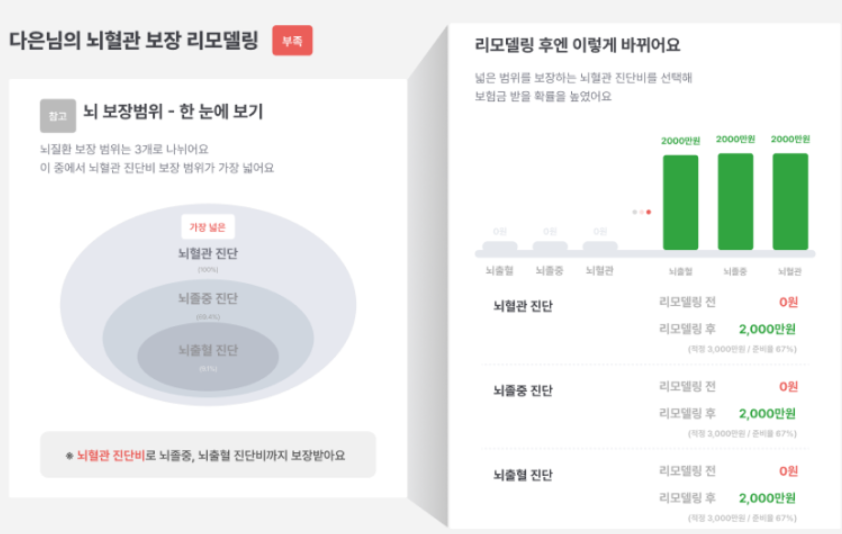 다은님의 뇌혈관 보장 리모델링
부족
참고
뇌 보장범위 - 한 눈에 보기
뇌질환 보장 범위는 3개로 나뉘어요
이 중에서 뇌혈관 진단비 보장 범위가 가장 넓어요
가장 넓은
뇌혈관 진단
(100%)
뇌졸중 진단
뇌출혈 진단
※ 뇌혈관 진단비로 뇌졸중, 뇌출혈 진단비까지 보장받아요
리모델링 후엔 이렇게 바뀌어요
넓은 범위를 보장하는 뇌혈관 진단비를 선택해
보험금 받을 확률을 높였어요
2000만원 2000만원 2000만원
0원 0원 0원
뇌출혈 뇌졸중 뇌혈관 뇌출혈 뇌졸중 뇌혈관
뇌혈관 진단 리모델링 전 0원
리모델링 후 2,000만원
(적정 3,000만원 / 준비율 67%)
뇌졸중 진단 리모델링 전 0원
리모델링 후 2,000만원
(적정 3,000만원 / 준비율 67%)
뇌출혈 진단 리모델링 전 0원
리모델링 후 2,000만원
(적정 3,000만원 / 준비율 67%)